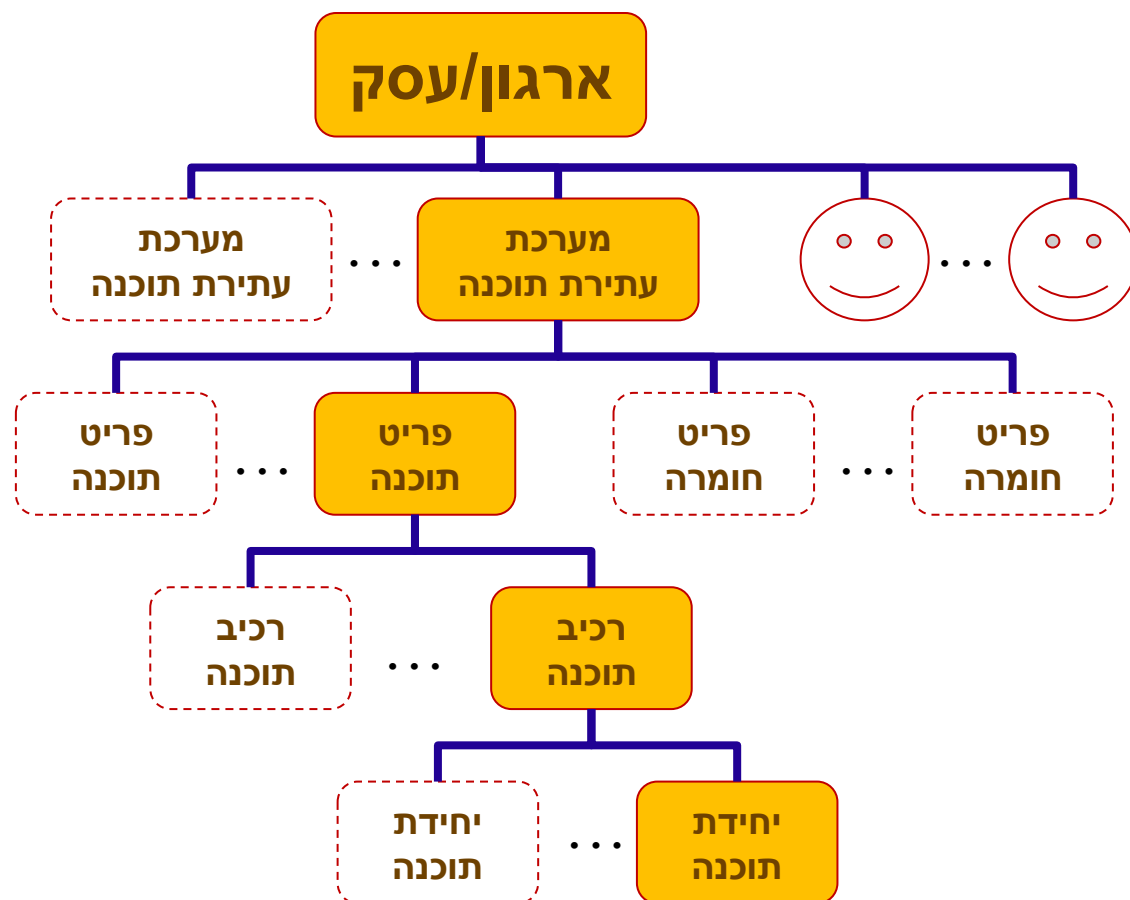 ארגון/עסק
מערכת
עתירת תוכנה
...
מערכת
עתירת תוכנה
...
פריט
תוכנה
...
פריט
תוכנה
פריט
חומרה
...
פריט
חומרה
רכיב
תוכנה
...
רכיב
תוכנה
יחידת
תוכנה
...
יחידת
תוכנה